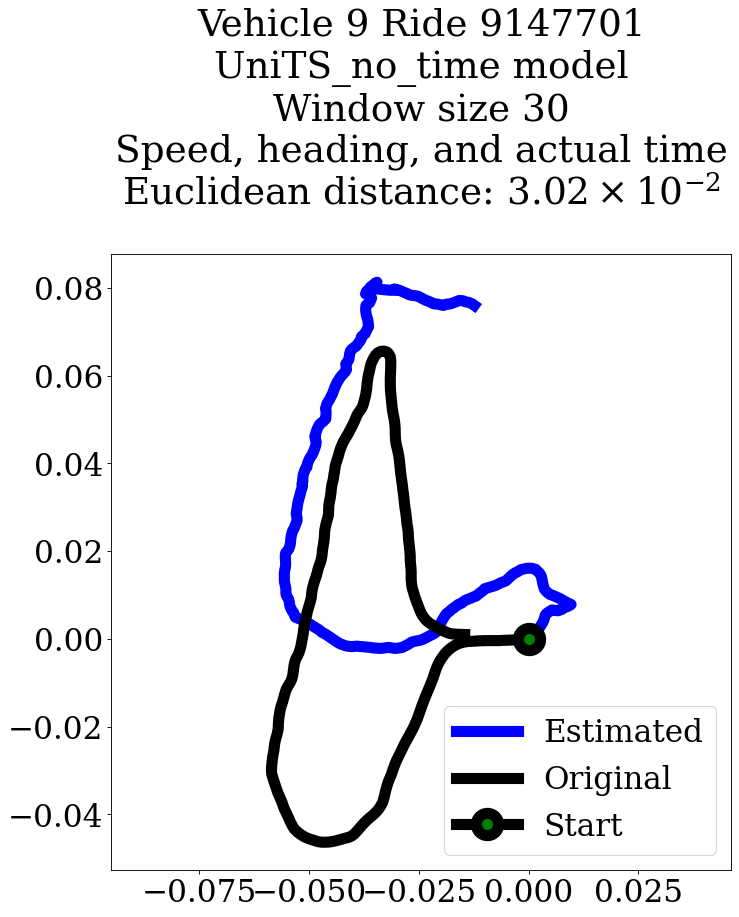 Vehicle 9 Ride 9147701
UniTS_no_time model
Window size 30
Speed, heading, and actual time
Euclidean distance: 3.02 × 10⁻²
0.08
0.06
0.04
0.02
0.00
−0.02
−0.04
Estimated
Original
Start
−0.075 −0.050 −0.025 0.000 0.025